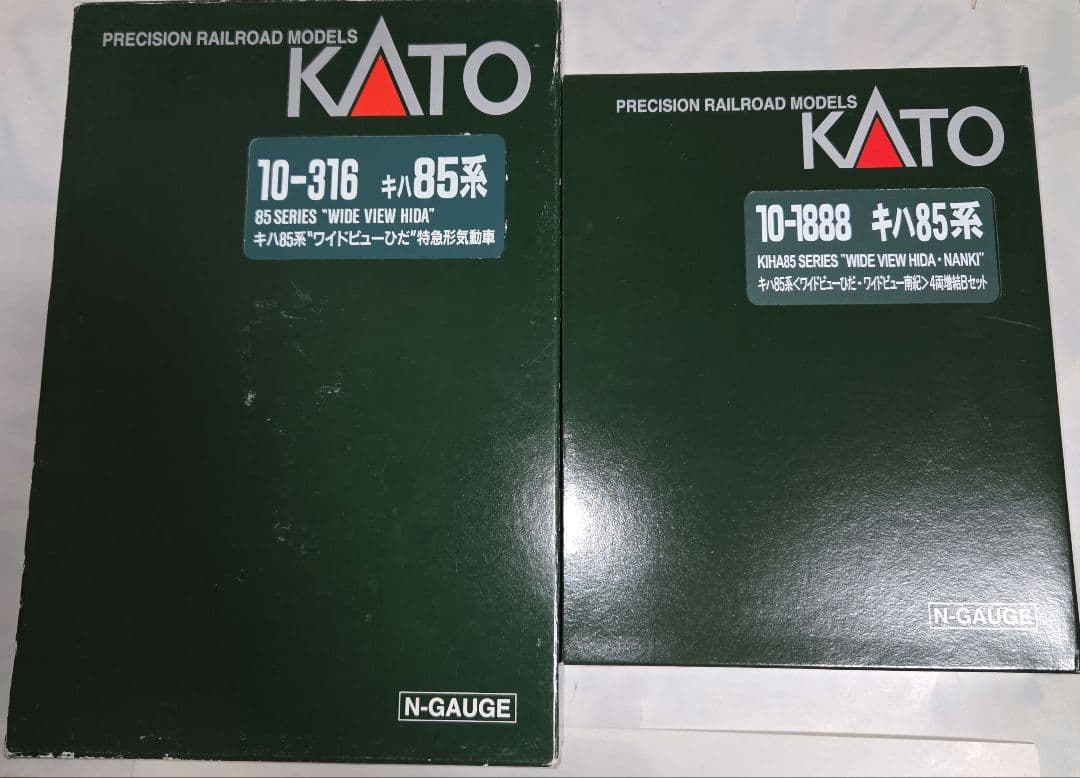 PRECISION RAILROAD MODELS
KATO
10-316 キハ85系
85 SERIES "WIDE VIEW HIDA"
キハ85系"ワイドビューひだ"特急形気動車
N-GAUGE
PRECISION RAILROAD MODELS
KATO
10-1888 キハ85系
KIHA85 SERIES "WIDE VIEW HIDA・NANKI"
キハ85系<ワイドビューひだ・ワイドビュー南紀>4両増結Bセット
N-GAUGE